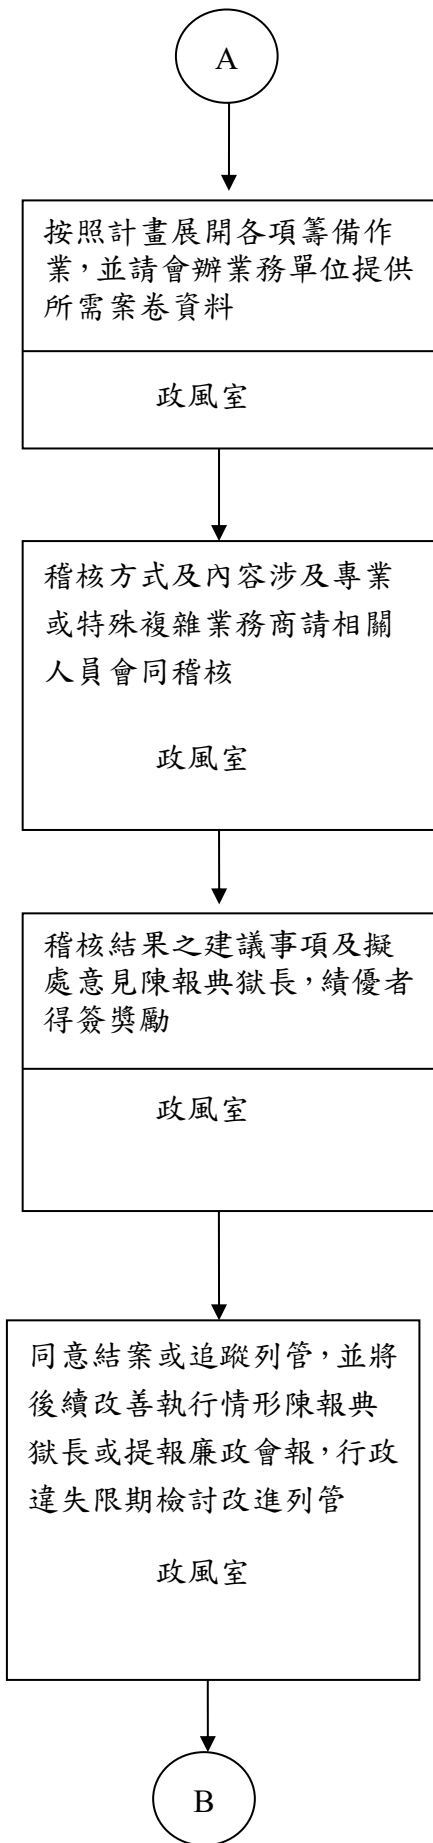 A
按照計畫展開各項籌備作
業，並請會辦業務單位提供
所需案卷資料
政風室
稽核方式及內容涉及專業
或特殊複雜業務商請相關
人員會同稽核
政風室
稽核結果之建議事項及擬
處意見陳報典獄長，績優者
得簽獎勵
政風室
同意結案或追蹤列管，並將
後續改善執行情形陳報典
獄長或提報廉政會報，行政
違失限期檢討改進列管
政風室
B